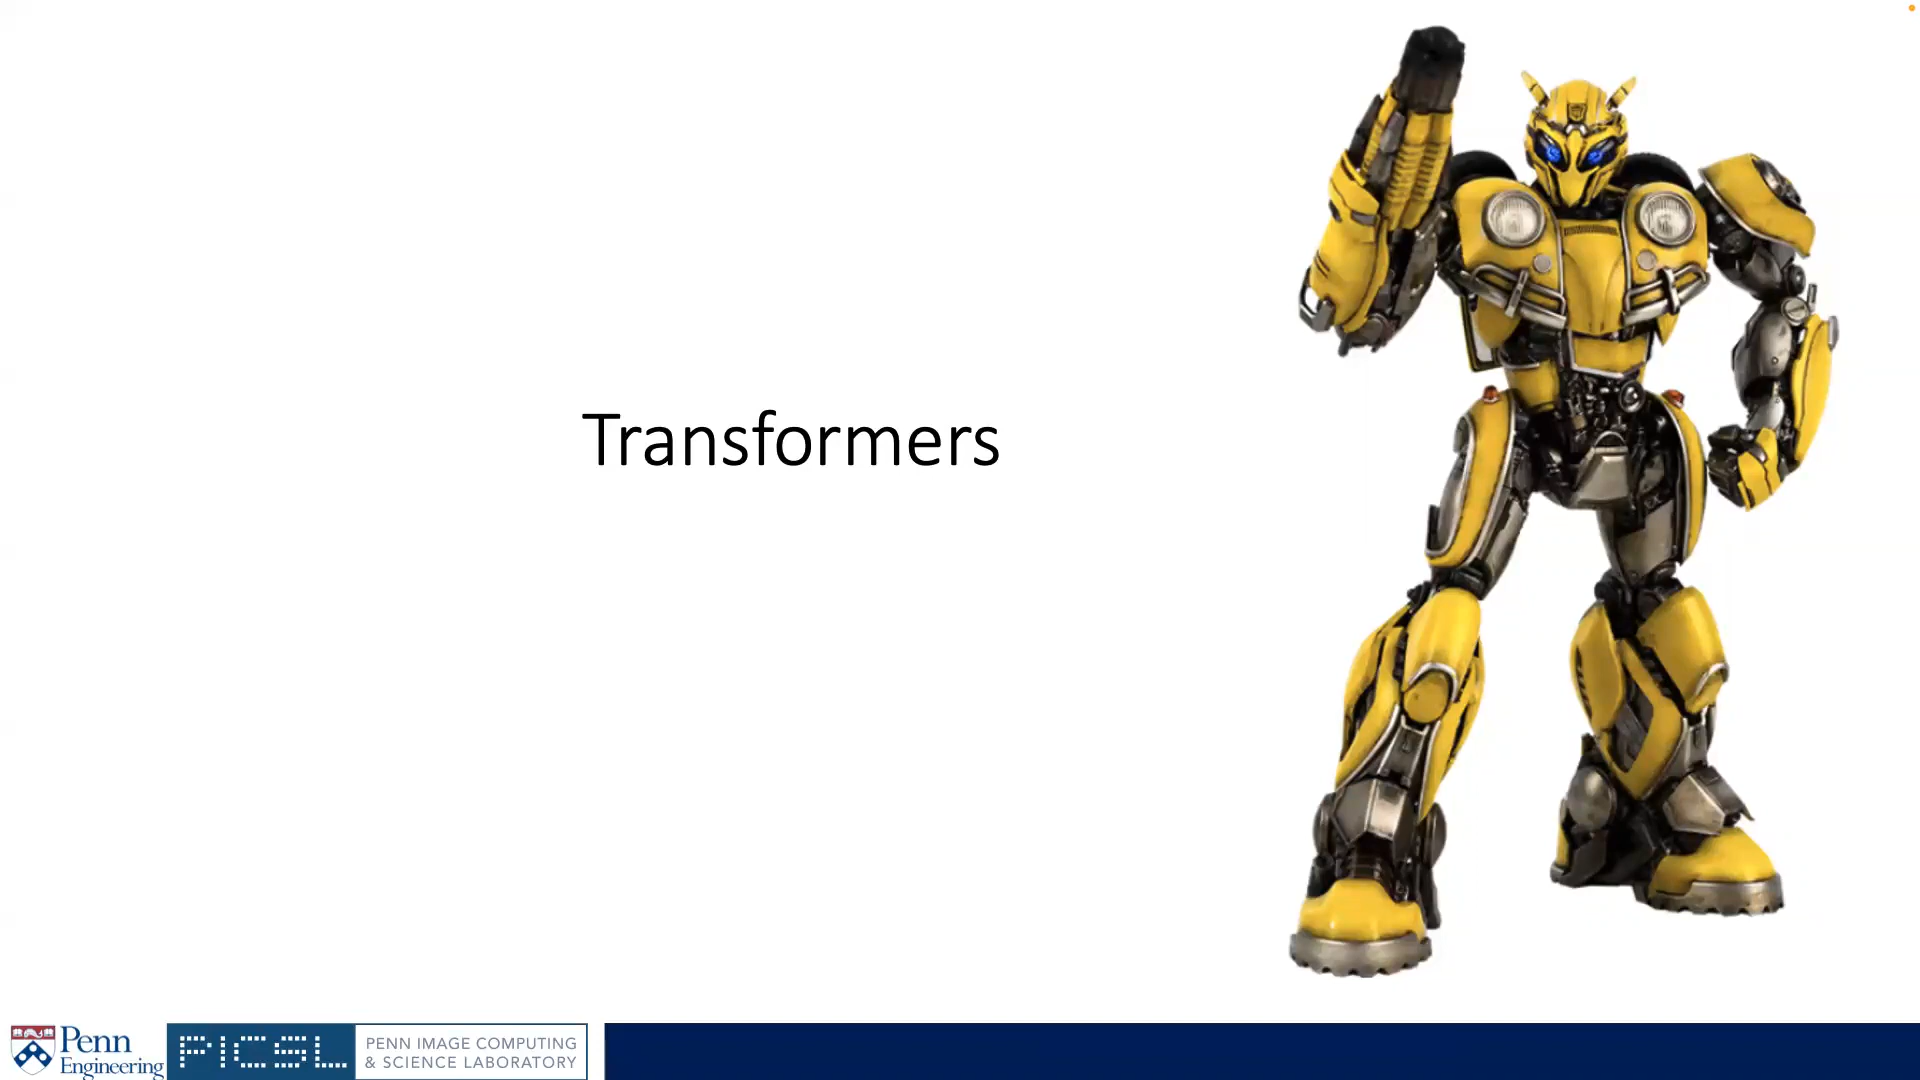 Transformers
Penn
Engineering
PICSL
PENN IMAGE COMPUTING
& SCIENCE LABORATORY